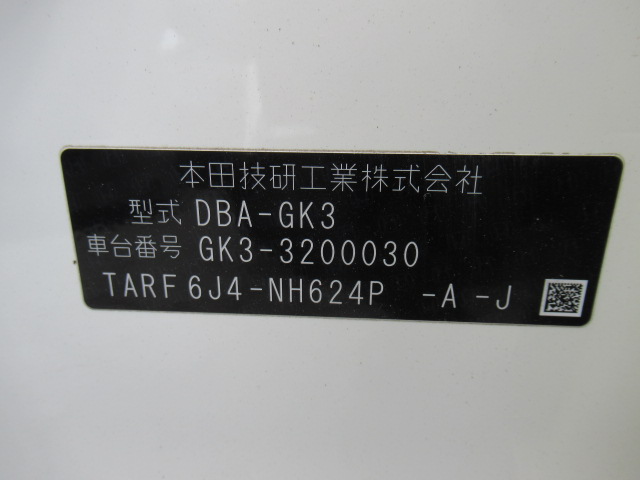 本田技研工業株式会社
型式 DBA-GK3
車台番号 GK3-3200030
TARF6J4-NH624P -A -J